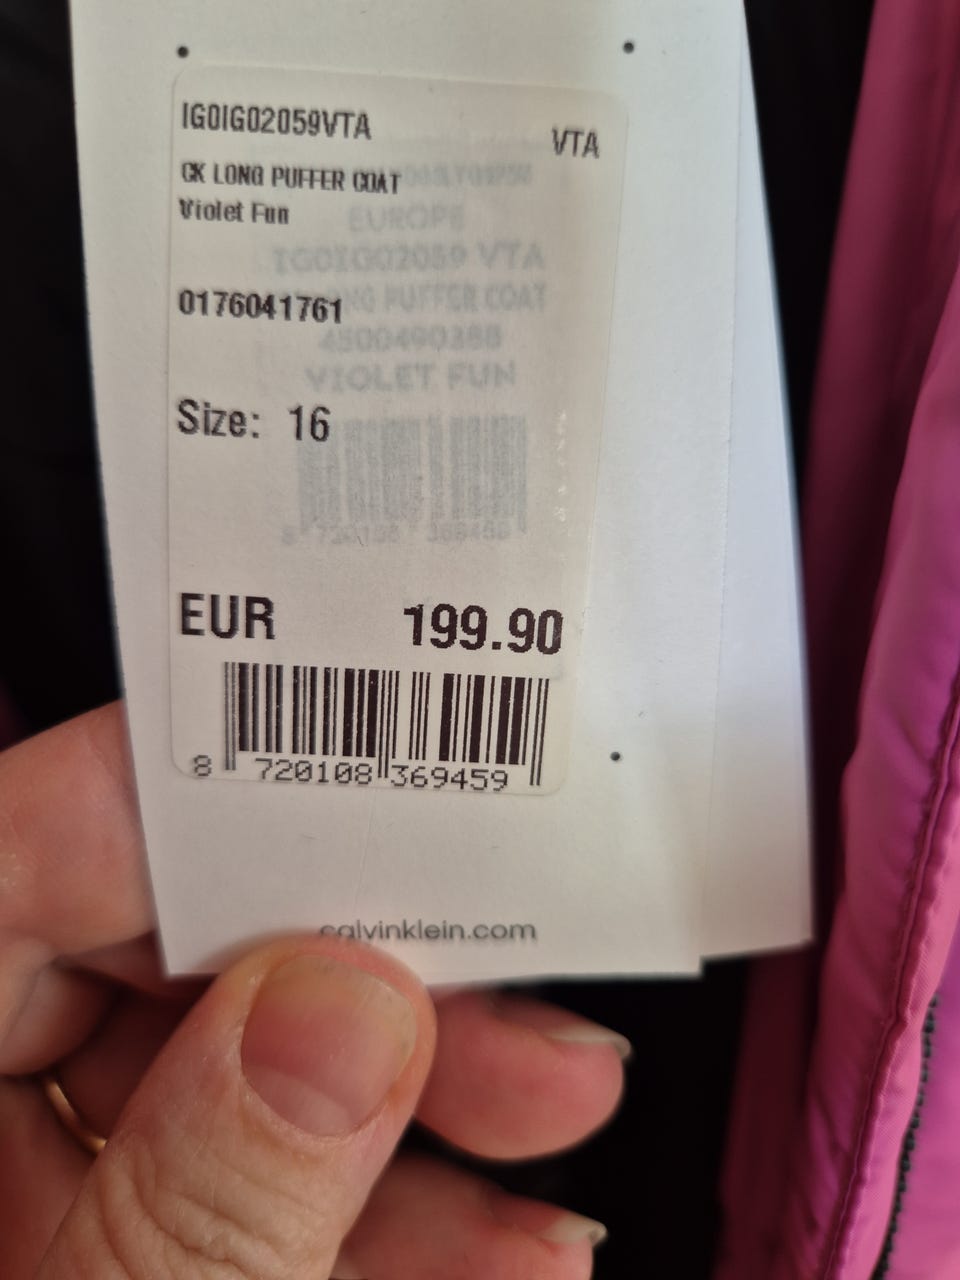 IG0IG02059VTA
VTA
CK LONG PUFFER COAT
Violet Fun
EUROPE
IG0IG02059 VTA
NG PUFFER COAT
VIOLET FUN
0176041761
Size: 16
EUR 199.90
8 720108 369459
calvinklein.com